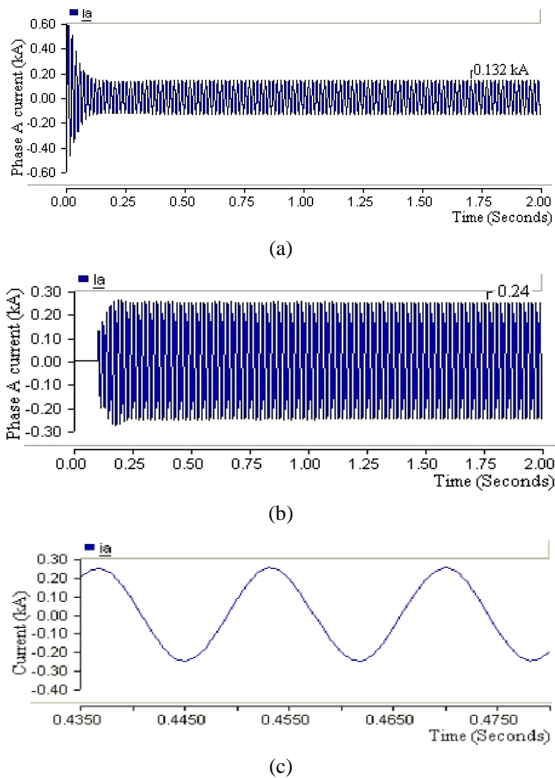 0.60 Ia
0.40
0.20
0.00
-0.20
-0.40
-0.60
Phase A current (kA)
0.132 kA
0.00 0.25 0.50 0.75 1.00 1.25 1.50 1.75 2.00
Time (Seconds)
(a)
Ia
0.30
0.20
0.10
0.00
-0.10
-0.20
-0.30
Phase A current (kA)
0.24
0.00 0.25 0.50 0.75 1.00 1.25 1.50 1.75 2.00
Time (Seconds)
(b)
ia
0.30
0.20
0.10
0.00
-0.10
-0.20
-0.30
-0.40
Current (kA)
0.4350 0.4450 0.4550 0.4650 0.4750
Time (Seconds)
(c)